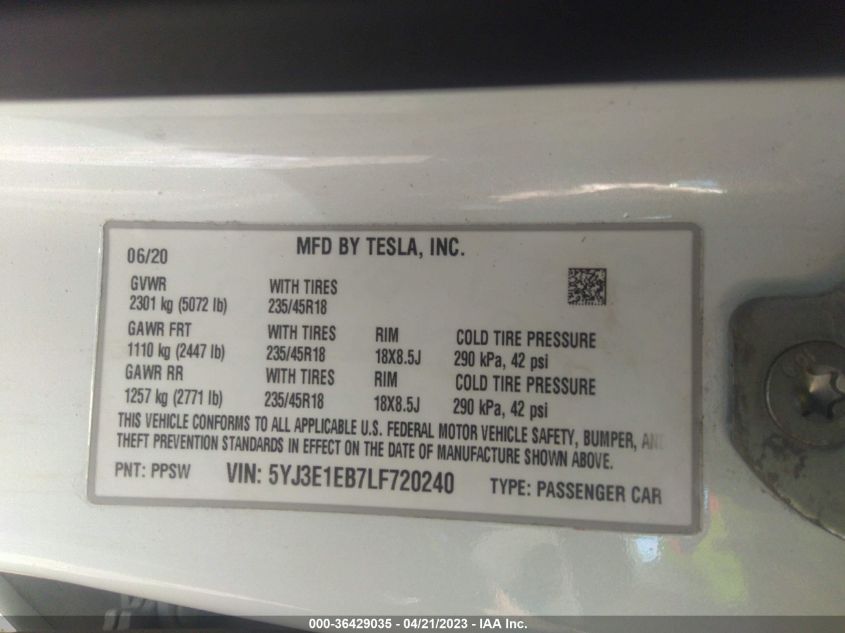 06/20
MFD BY TESLA, INC.
GVWR
2301 kg (5072 lb)
WITH TIRES
235/45R18
GAWR FRT
1110 kg (2447 lb)
WITH TIRES
235/45R18
RIM
18X8.5J
COLD TIRE PRESSURE
290 kPa, 42 psi
GAWR RR
1257 kg (2771 lb)
WITH TIRES
235/45R18
RIM
18X8.5J
COLD TIRE PRESSURE
290 kPa, 42 psi
THIS VEHICLE CONFORMS TO ALL APPLICABLE U.S. FEDERAL MOTOR VEHICLE SAFETY, BUMPER, AND
THEFT PREVENTION STANDARDS IN EFFECT ON THE DATE OF MANUFACTURE SHOWN ABOVE.
PNT: PPSW
VIN: 5YJ3E1EB7LF720240
TYPE: PASSENGER CAR
000-36429035 - 04/21/2023 - IAA Inc.